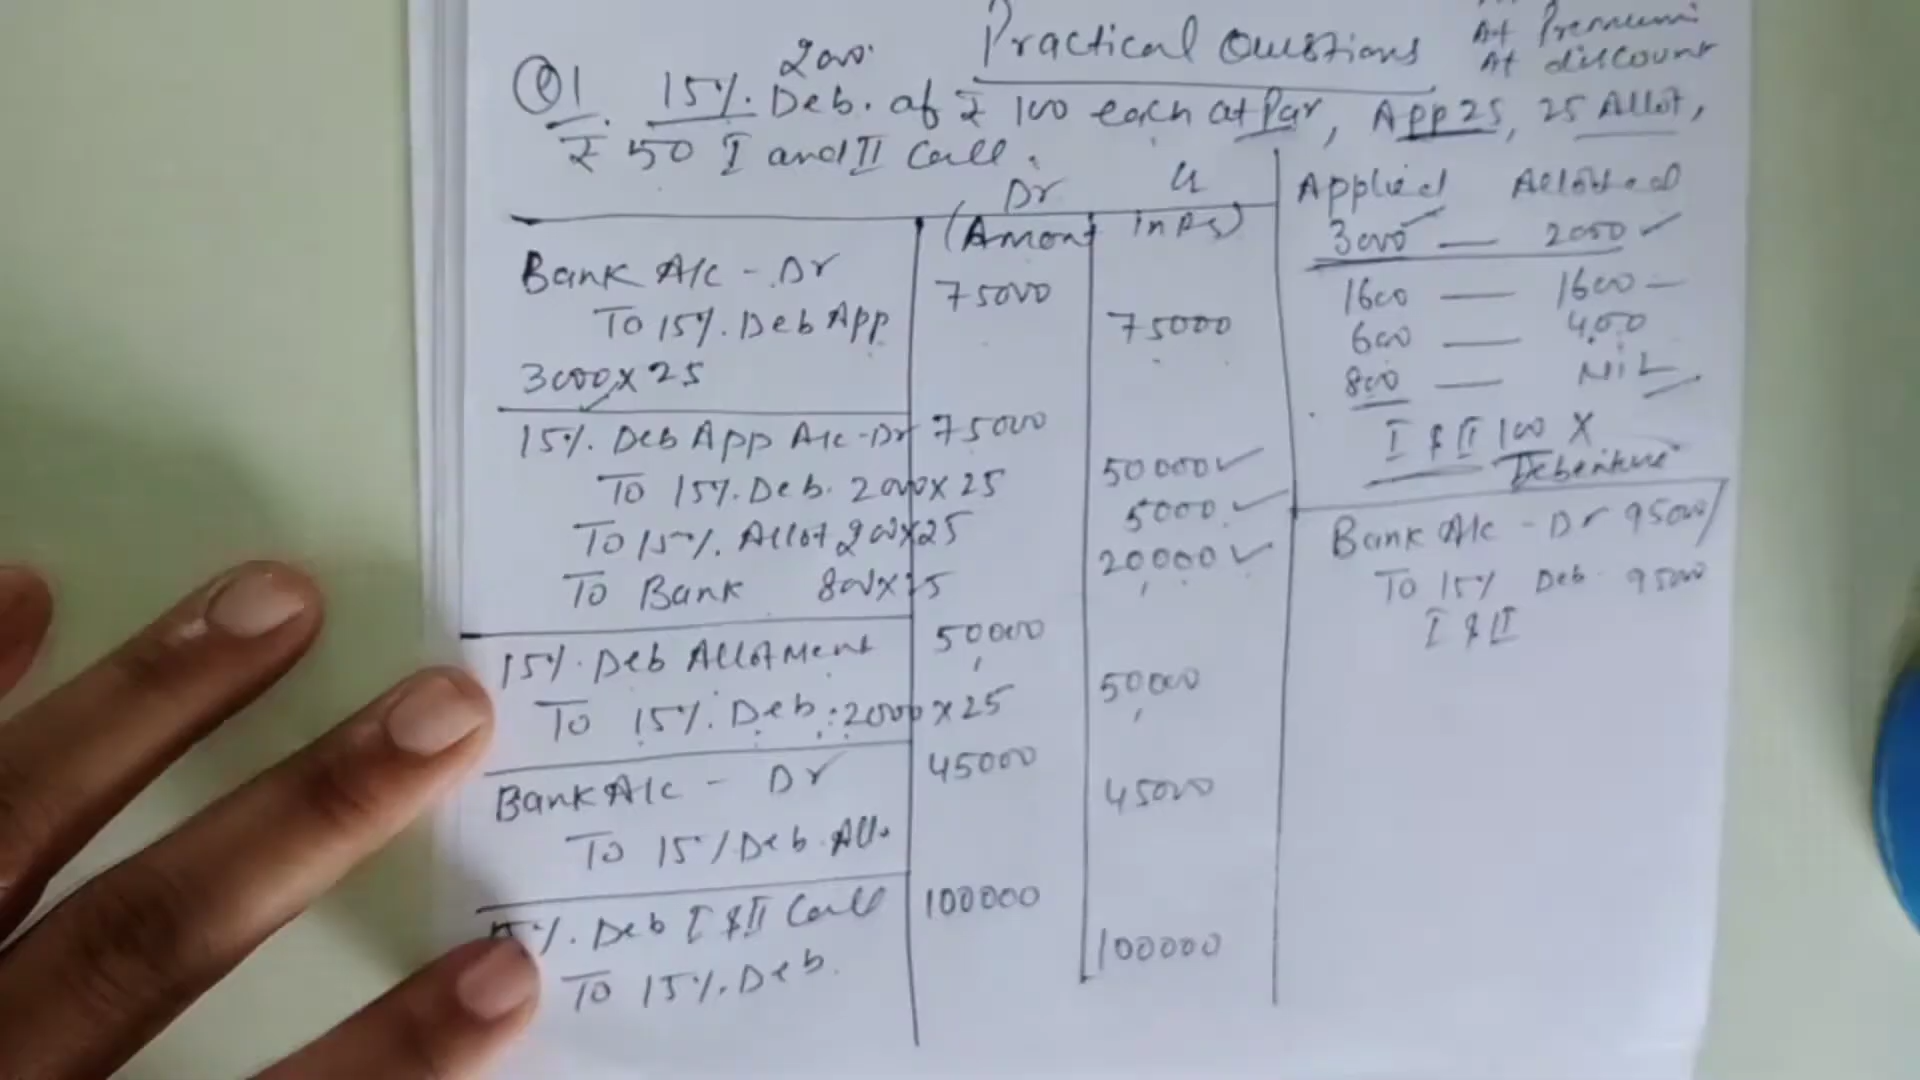 Practical Questions
At Premium
At discount
Q1. 15%. 2000 Deb. of ₹ 100 each at Par, App 25, 25 Allot,
₹ 50 I and II Call.
Dr Cr
(Amont in Rs)
Bank A/c - Dr 75000
To 15%. Deb App 75000
3000 x 25
15%. Deb App A/c - Dr 75000
To 15%. Deb. 2000 x 25 50000
To 15%. Allot 200 x 25 5000
To Bank 800 x 25 20000
15%. Deb Allotment 50000
To 15%. Deb. 2000 x 25 50000
Bank A/c - Dr 45000
To 15% Deb. Allo 45000
%. Deb I & II Call 100000
To 15%. Deb. 100000
Applied Allotted
3000 — 2000
1600 — 1600
600 — 400
800 — NiL
I & II 100 X
Debenture
Bank A/c - Dr 95000
To 15% Deb. 95000
I & II